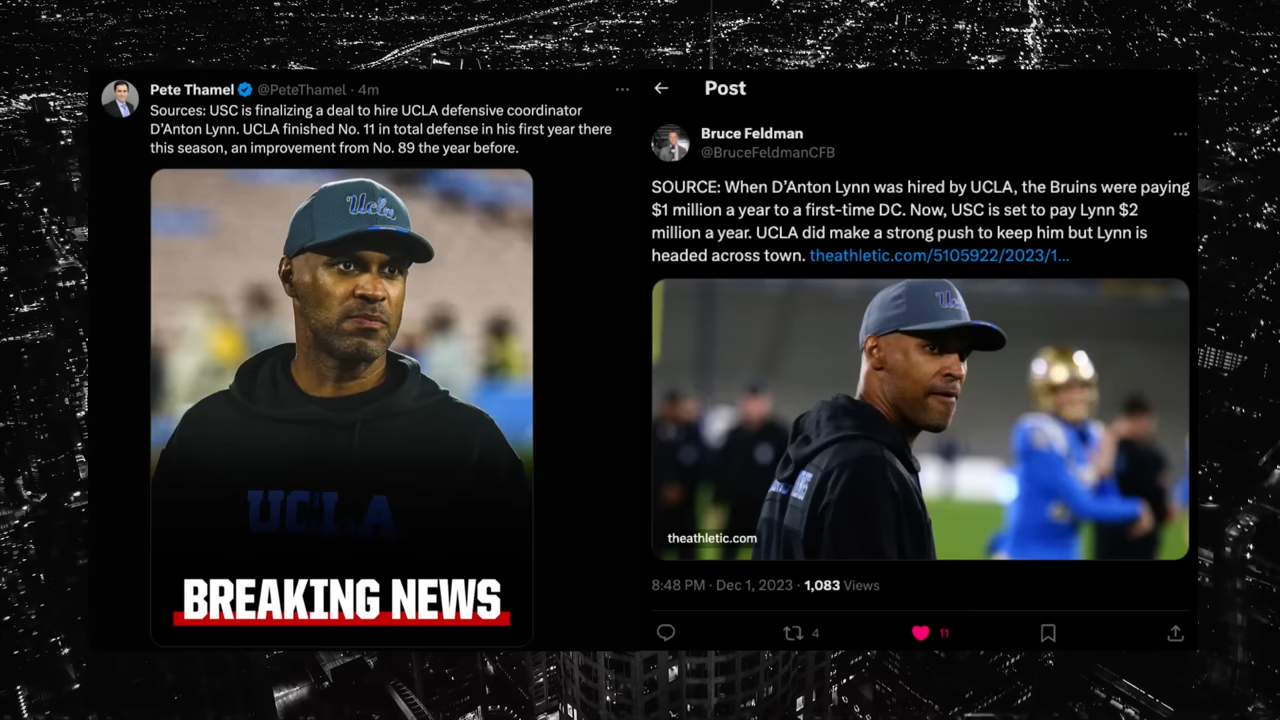 Pete Thamel @PeteThamel · 4m
Sources: USC is finalizing a deal to hire UCLA defensive coordinator
D’Anton Lynn. UCLA finished No. 11 in total defense in his first year there
this season, an improvement from No. 89 the year before.
Ucla
UCLA
BREAKING NEWS
Post
Bruce Feldman
@BruceFeldmanCFB
SOURCE: When D’Anton Lynn was hired by UCLA, the Bruins were paying
$1 million a year to a first-time DC. Now, USC is set to pay Lynn $2
million a year. UCLA did make a strong push to keep him but Lynn is
headed across town. theathletic.com/5105922/2023/1...
theathletic.com
8:48 PM · Dec 1, 2023 · 1,083 Views
4 11